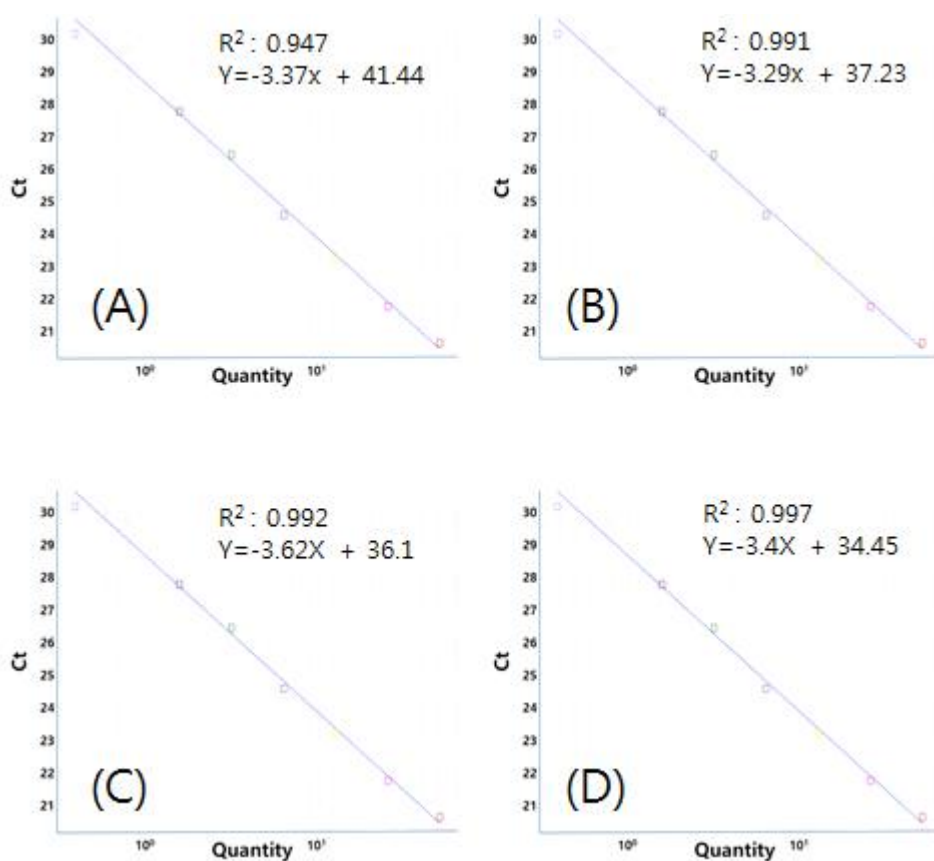 R²: 0.947
Y=-3.37x + 41.44
30
29
28
27
26
25
24
23
22
21
Ct
(A)
10⁰
Quantity
10¹
R²: 0.991
Y=-3.29x + 37.23
30
29
28
27
26
25
24
23
22
21
Ct
(B)
10⁰
Quantity
10¹
R²: 0.992
Y=-3.62X + 36.1
30
29
28
27
26
25
24
23
22
21
Ct
(C)
10⁰
Quantity
10¹
R²: 0.997
Y=-3.4X + 34.45
30
29
28
27
26
25
24
23
22
21
Ct
(D)
10⁰
Quantity
10¹